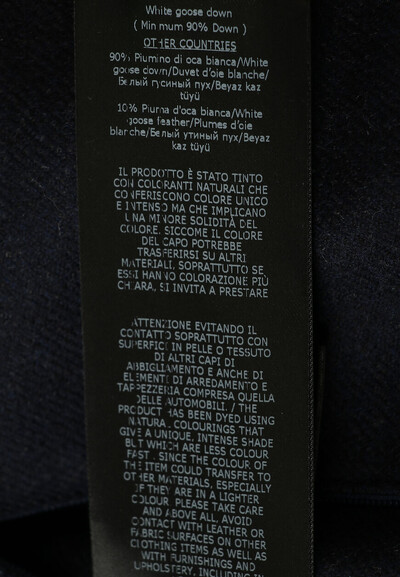 White goose down
( Minimum 90% Down )
OTHER COUNTRIES
90% Piumino di oca bianca/White
goose down/Duvet d'oie blanche/
Белый гусиный пух/Beyaz kaz
tüyü
10% Piuma d'oca bianca/White
goose feather/Plumes d'oie
blanche/Белый утиный пух/Beyaz
kaz tüyü
IL PRODOTTO È STATO TINTO
CON COLORANTI NATURALI CHE
CONFERISCONO COLORE UNICO
E INTENSO MA CHE IMPLICANO
UNA MINORE SOLIDITÀ DEL
COLORE. SICCOME IL COLORE
DEL CAPO POTREBBE
TRASFERIRSI SU ALTRI
MATERIALI, SOPRATTUTTO SE
ESSI HANNO COLORAZIONE PIÙ
CHIARA, SI INVITA A PRESTARE
ATTENZIONE EVITANDO IL
CONTATTO SOPRATTUTTO CON
SUPERFICI IN PELLE O TESSUTO
DI ALTRI CAPI DI
ABBIGLIAMENTO E ANCHE DI
ELEMENTI DI ARREDAMENTO E
TAPPEZZERIA COMPRESA QUELLA
DELLE AUTOMOBILI. / THE
PRODUCT HAS BEEN DYED USING
NATURAL COLOURINGS THAT
GIVE A UNIQUE, INTENSE SHADE
BUT WHICH ARE LESS COLOUR
FAST. SINCE THE COLOUR OF
THE ITEM COULD TRANSFER TO
OTHER MATERIALS, ESPECIALLY
IF THEY ARE IN A LIGHTER
COLOUR PLEASE TAKE CARE
AND ABOVE ALL, AVOID
CONTACT WITH LEATHER OR
FABRIC SURFACES ON OTHER
CLOTHING ITEMS AS WELL AS
WITH FURNISHINGS AND
UPHOLSTERY, INCLUDING IN